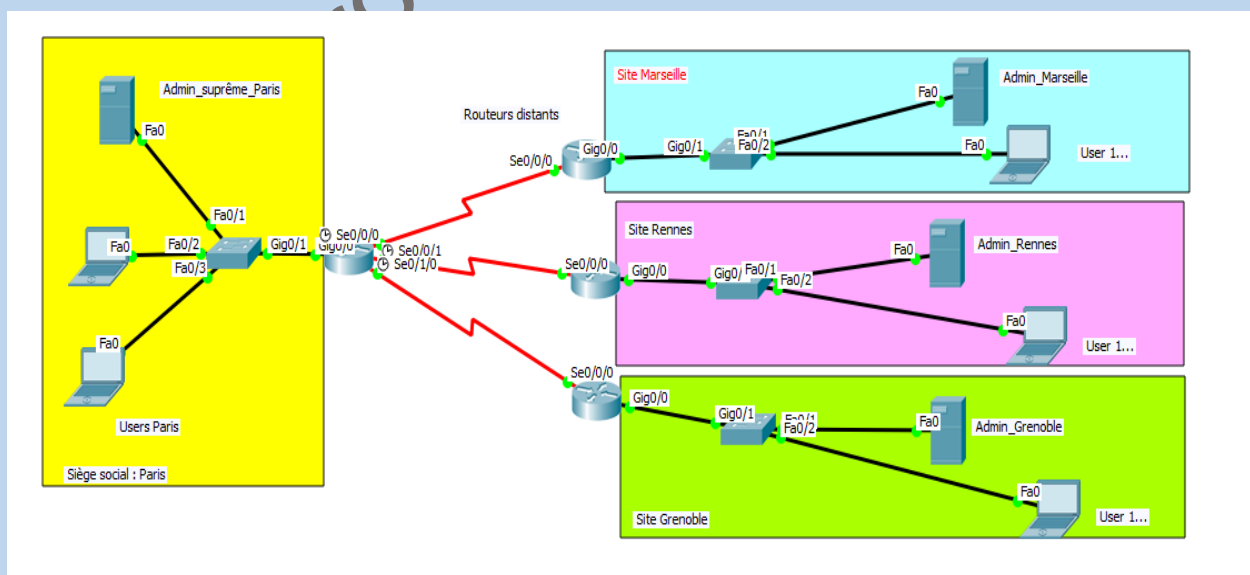 Admin_suprême_Paris
Fa0
Fa0/1
Fa0
Fa0/2
Fa0/3
Gig0/1
Gig0/0
Fa0
Users Paris
Siège social : Paris
Se0/0/0
Se0/0/1
Se0/1/0
Routeurs distants
Se0/0/0
Site Marseille
Gig0/0
Gig0/1
Fa0/1
Fa0/2
Fa0
Admin_Marseille
Fa0
User 1...
Site Rennes
Se0/0/0
Gig0/0
Gig0/
Fa0/1
Fa0/2
Fa0
Admin_Rennes
Fa0
User 1...
Se0/0/0
Gig0/0
Gig0/1
Fa0/1
Fa0/2
Fa0
Admin_Grenoble
Fa0
User 1...
Site Grenoble